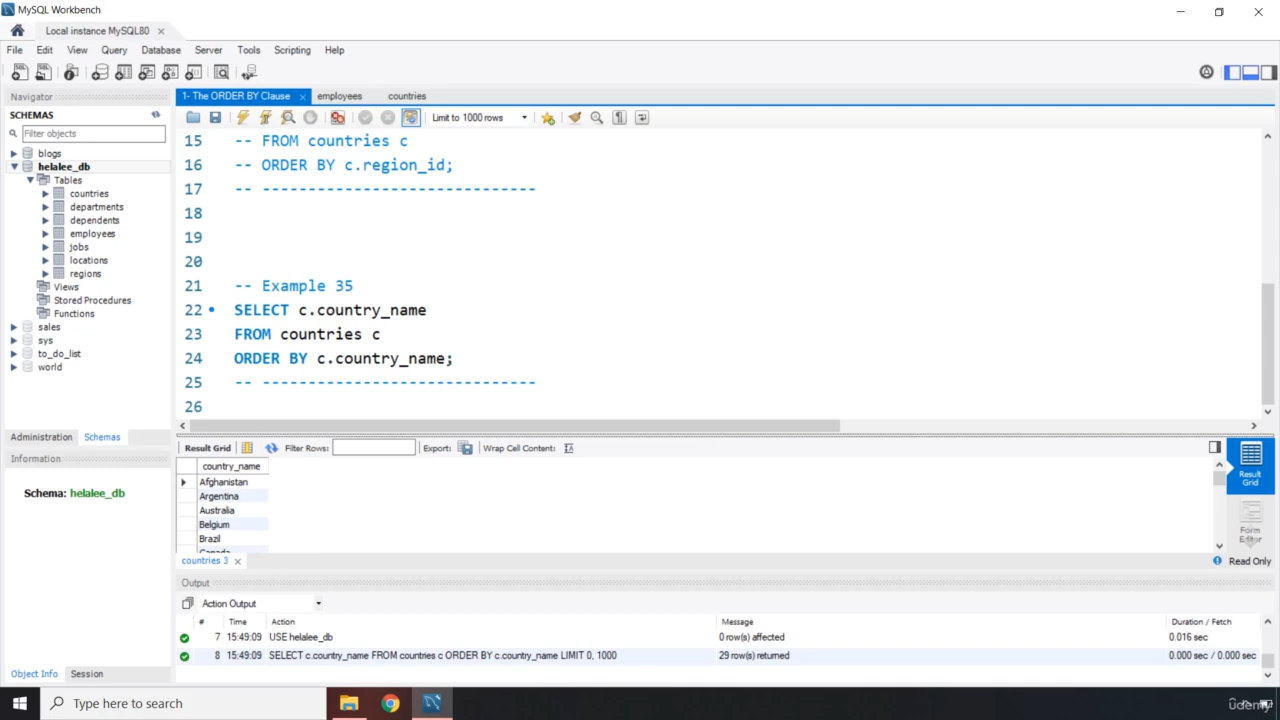 MySQL Workbench
Local instance MySQL80
File Edit View Query Database Server Tools Scripting Help
Navigator
SCHEMAS
Filter objects
blogs
helalee_db
Tables
countries
departments
dependents
employees
jobs
locations
regions
Views
Stored Procedures
Functions
sales
sys
to_do_list
world
Administration Schemas
Information
Schema: helalee_db
Object Info Session
1- The ORDER BY Clause employees countries
Limit to 1000 rows
15 -- FROM countries c
16 -- ORDER BY c.region_id;
17 -- ------------------------------
18
19
20
21 -- Example 35
22 SELECT c.country_name
23 FROM countries c
24 ORDER BY c.country_name;
25 -- ------------------------------
26
Result Grid Filter Rows: Export: Wrap Cell Content:
country_name
Afghanistan
Argentina
Australia
Belgium
Brazil
Canada
Result Grid
Form Editor
countries 3 Read Only
Output
Action Output
# Time Action Message Duration / Fetch
7 15:49:09 USE helalee_db 0 row(s) affected 0.016 sec
8 15:49:09 SELECT c.country_name FROM countries c ORDER BY c.country_name LIMIT 0, 1000 29 row(s) returned 0.000 sec / 0.000 sec
Type here to search
udemy